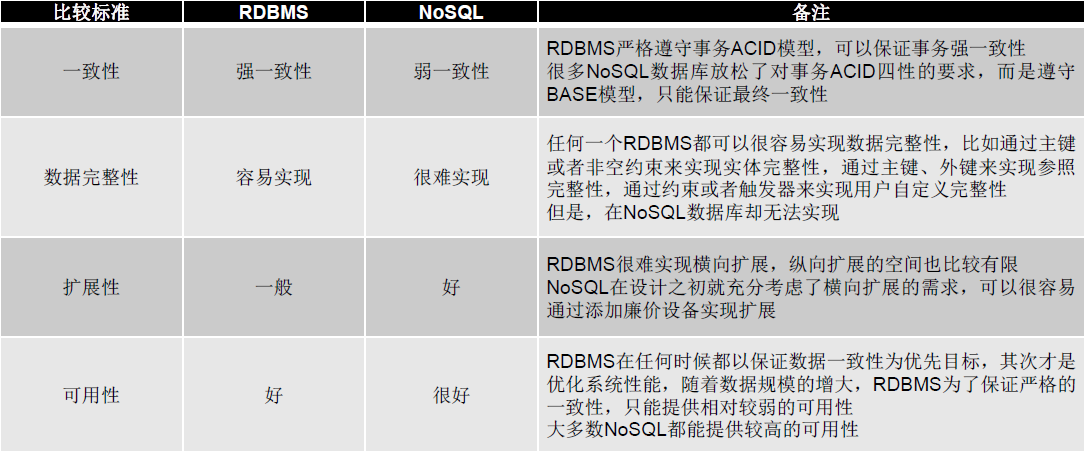 比较标准 RDBMS NoSQL 备注
一致性 强一致性 弱一致性
RDBMS严格遵守事务ACID模型，可以保证事务强一致性
很多NoSQL数据库放松了对事务ACID四性的要求，而是遵守
BASE模型，只能保证最终一致性
数据完整性 容易实现 很难实现
任何一个RDBMS都可以很容易实现数据完整性，比如通过主键
或者非空约束来实现实体完整性，通过主键、外键来实现参照
完整性，通过约束或者触发器来实现用户自定义完整性
但是，在NoSQL数据库却无法实现
扩展性 一般 好
RDBMS很难实现横向扩展，纵向扩展的空间也比较有限
NoSQL在设计之初就充分考虑了横向扩展的需求，可以很容易
通过添加廉价设备实现扩展
可用性 好 很好
RDBMS在任何时候都以保证数据一致性为优先目标，其次才是
优化系统性能，随着数据规模的增大，RDBMS为了保证严格的
一致性，只能提供相对较弱的可用性
大多数NoSQL都能提供较高的可用性